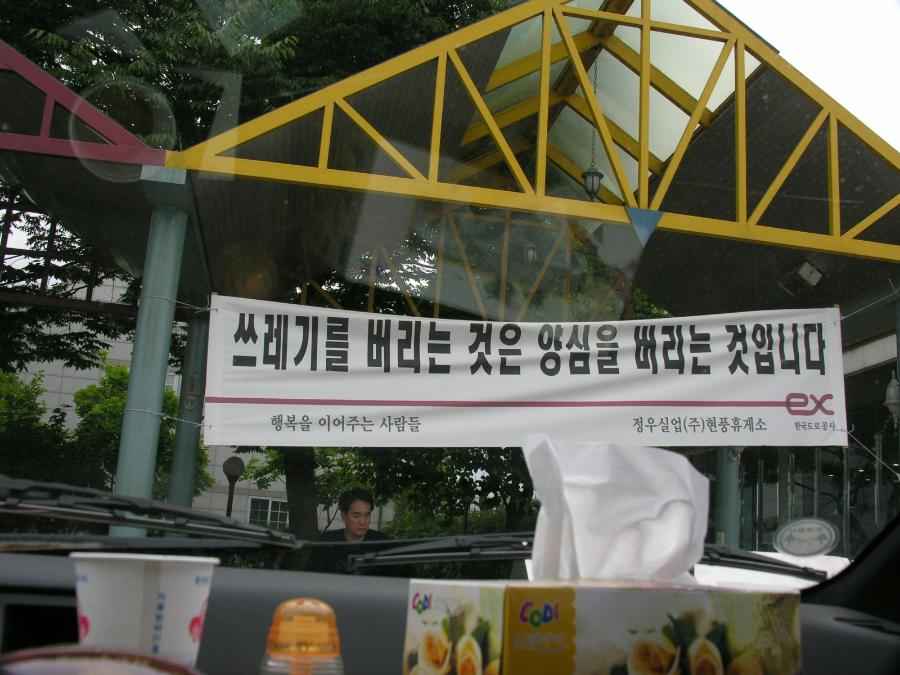 쓰레기를 버리는 것은 양심을 버리는 것입니다
ex
행복을 이어주는 사람들
정우실업(주)현풍휴게소
한국도로공사
CODI
CODI